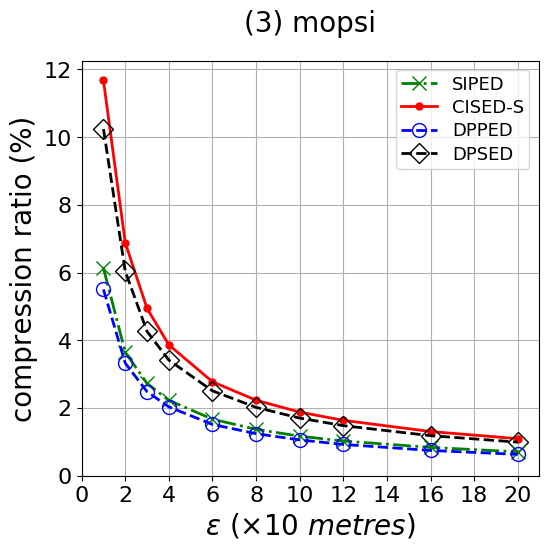 (3) mopsi
compression ratio (%)
12
10
8
6
4
2
0
SIPED
CISED-S
DPPED
DPSED
0 2 4 6 8 10 12 14 16 18 20
ε (×10 metres)